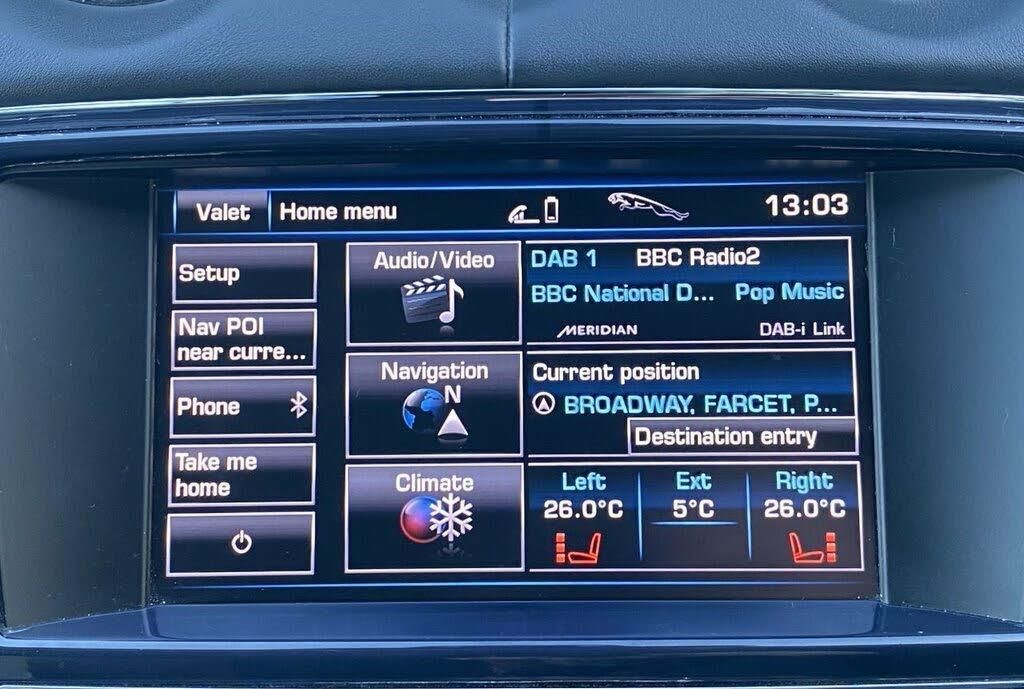 Valet
Home menu
13:03
Setup
Nav POI
near curre...
Phone
Take me
home
Audio/Video
DAB 1 BBC Radio2
BBC National D... Pop Music
MERIDIAN DAB-i Link
Navigation
N
Current position
BROADWAY, FARCET, P...
Destination entry
Climate
Left Ext Right
26.0°C 5°C 26.0°C